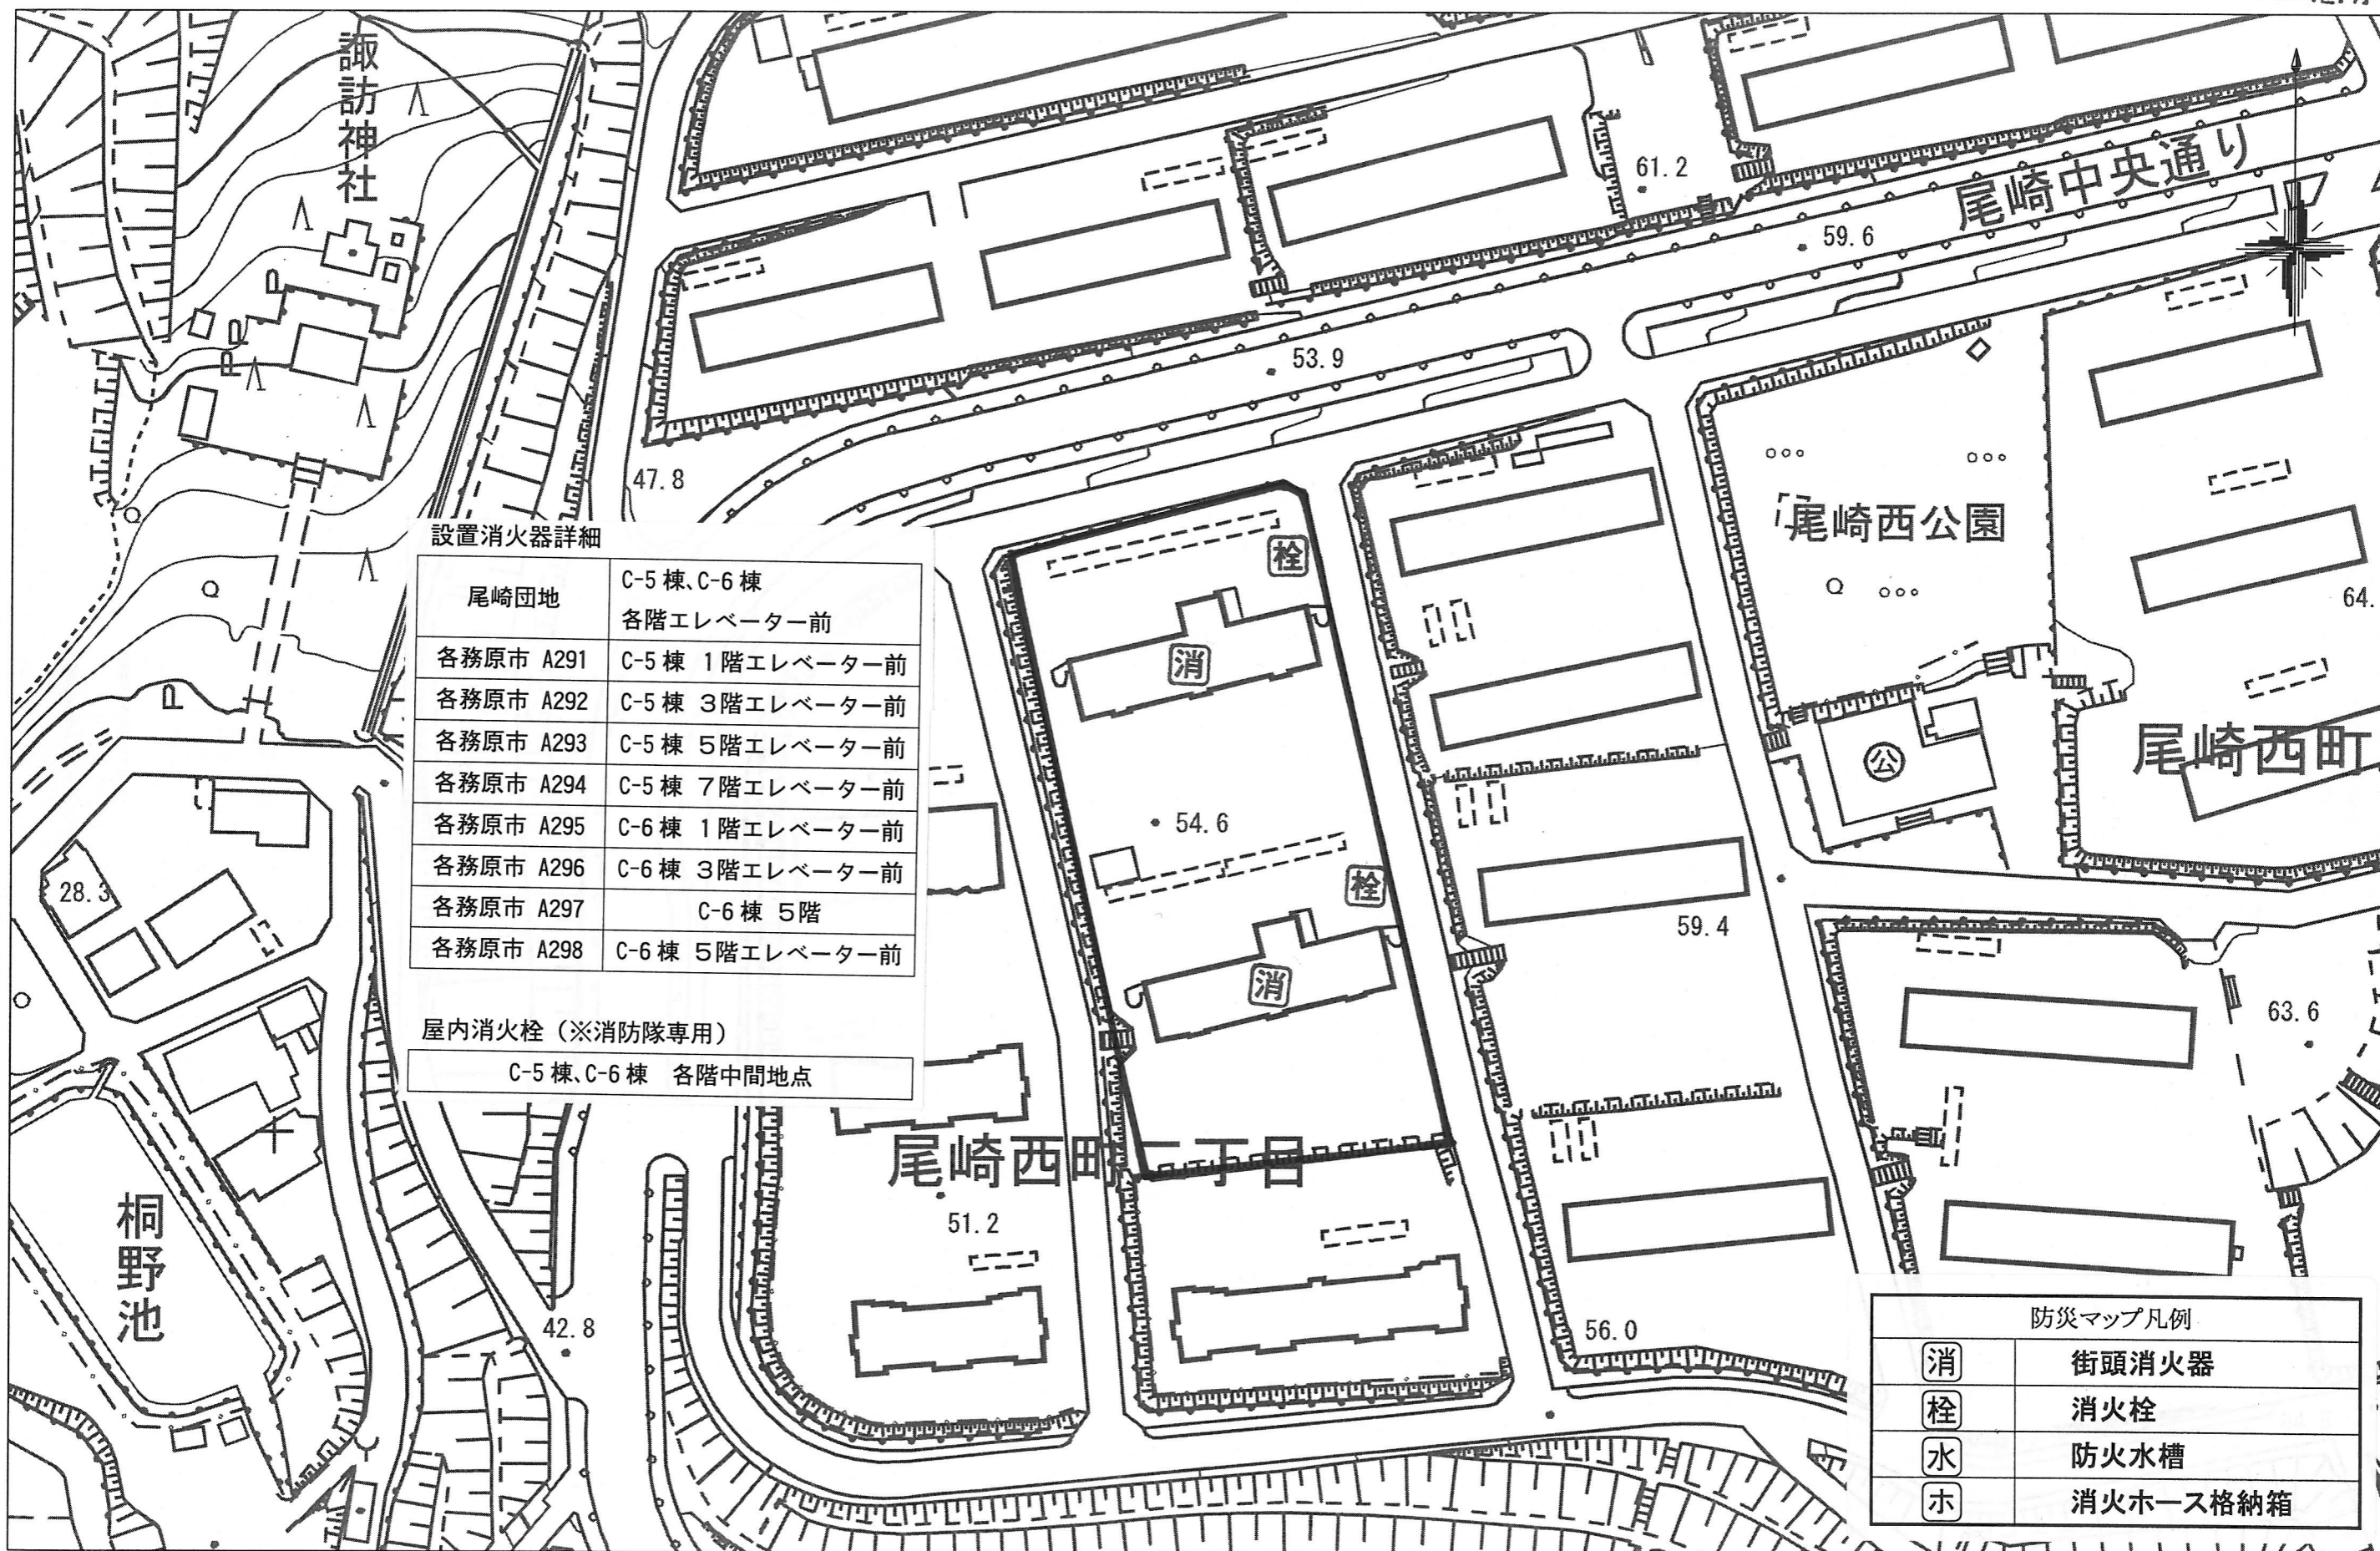 諏訪神社
尾崎中央通り
61.2
59.6
53.9
47.8
尾崎西公園
64.
設置消火器詳細
尾崎団地 C-5棟、C-6棟
各階エレベーター前
各務原市 A291 C-5棟 1階エレベーター前
各務原市 A292 C-5棟 3階エレベーター前
各務原市 A293 C-5棟 5階エレベーター前
各務原市 A294 C-5棟 7階エレベーター前
各務原市 A295 C-6棟 1階エレベーター前
各務原市 A296 C-6棟 3階エレベーター前
各務原市 A297 C-6棟 5階
各務原市 A298 C-6棟 5階エレベーター前
屋内消火栓（※消防隊専用）
C-5棟、C-6棟 各階中間地点
栓
消
54.6
栓
消
公
尾崎西町
59.4
28.3
63.6
尾崎西町二丁目
51.2
桐野池
42.8
56.0
防災マップ凡例
消 街頭消火器
栓 消火栓
水 防火水槽
ホ 消火ホース格納箱